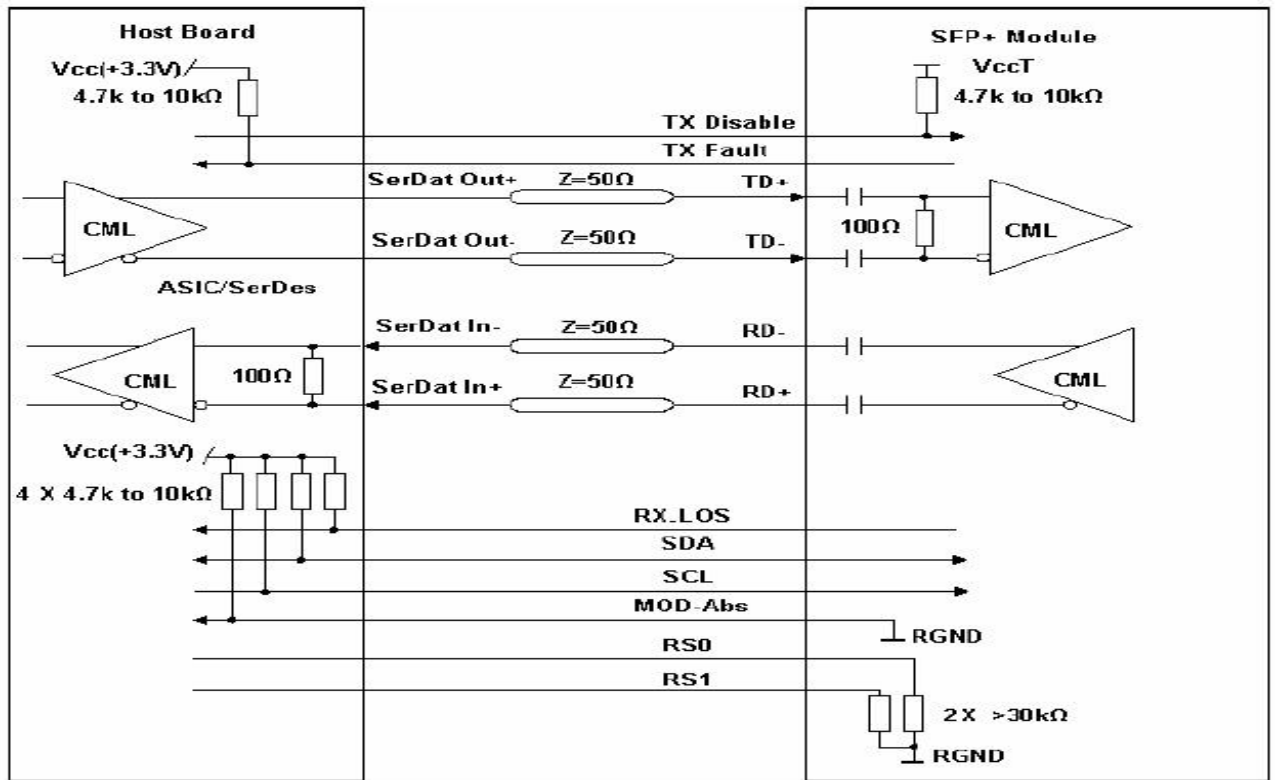 Host Board
SFP+ Module
Vcc(+3.3V)
4.7k to 10kΩ
VccT
4.7k to 10kΩ
TX Disable
TX Fault
SerDat Out+
Z=50Ω
TD+
CML
100Ω
CML
SerDat Out-
Z=50Ω
TD-
ASIC/SerDes
SerDat In-
Z=50Ω
RD-
CML
100Ω
SerDat In+
Z=50Ω
RD+
CML
Vcc(+3.3V)
4 X 4.7k to 10kΩ
RX_LOS
SDA
SCL
MOD-Abs
RGND
RS0
RS1
2X >30kΩ
RGND